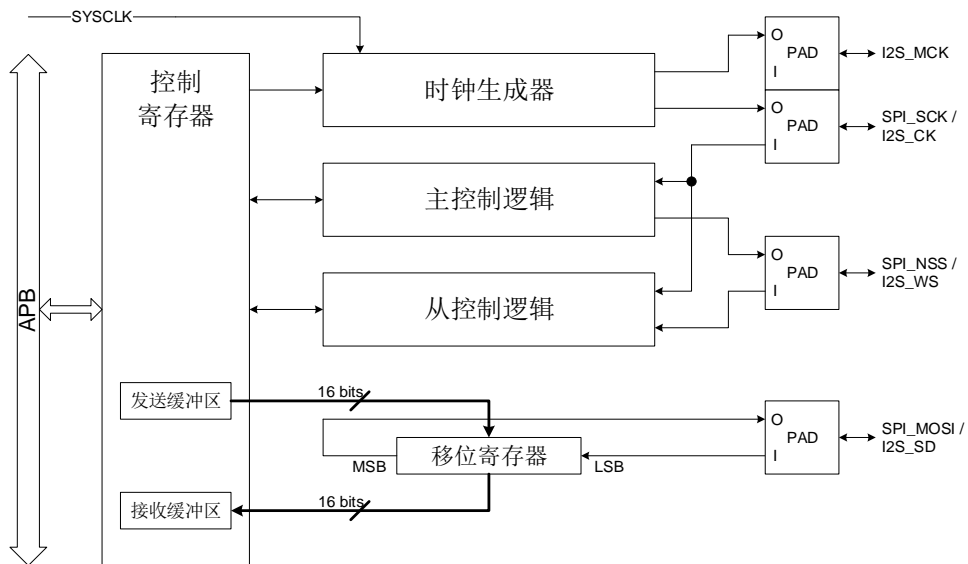 SYSCLK
O
PAD
I
I2S_MCK
控制
寄存器
时钟生成器
O
PAD
I
SPI_SCK /
I2S_CK
主控制逻辑
O
PAD
I
SPI_NSS /
I2S_WS
APB
从控制逻辑
发送缓冲区
16 bits
O
PAD
I
SPI_MOSI /
I2S_SD
MSB
移位寄存器
LSB
接收缓冲区
16 bits